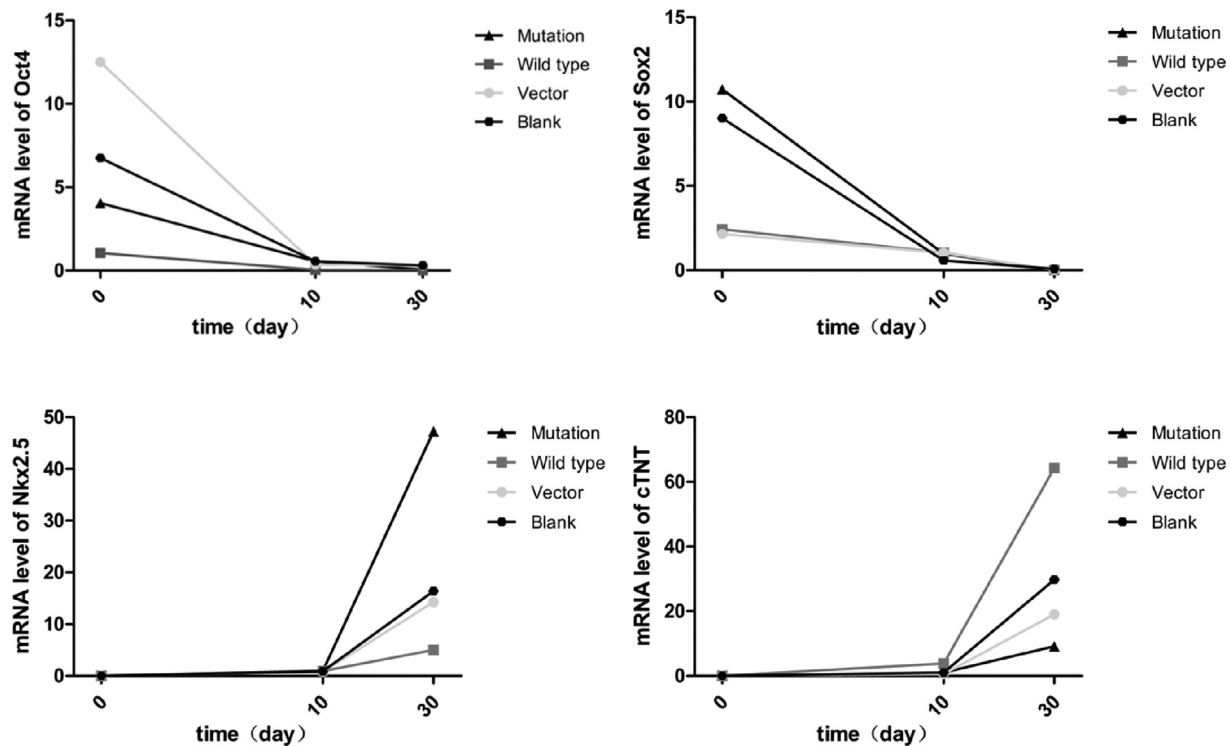 mRNA level of Oct4
15
10
5
0
0
10
30
time（day）
Mutation
Wild type
Vector
Blank
mRNA level of Sox2
15
10
5
0
0
10
30
time（day）
Mutation
Wild type
Vector
Blank
mRNA level of Nkx2.5
50
40
30
20
10
0
0
10
30
time（day）
Mutation
Wild type
Vector
Blank
mRNA level of cTNT
80
60
40
20
0
0
10
30
time（day）
Mutation
Wild type
Vector
Blank